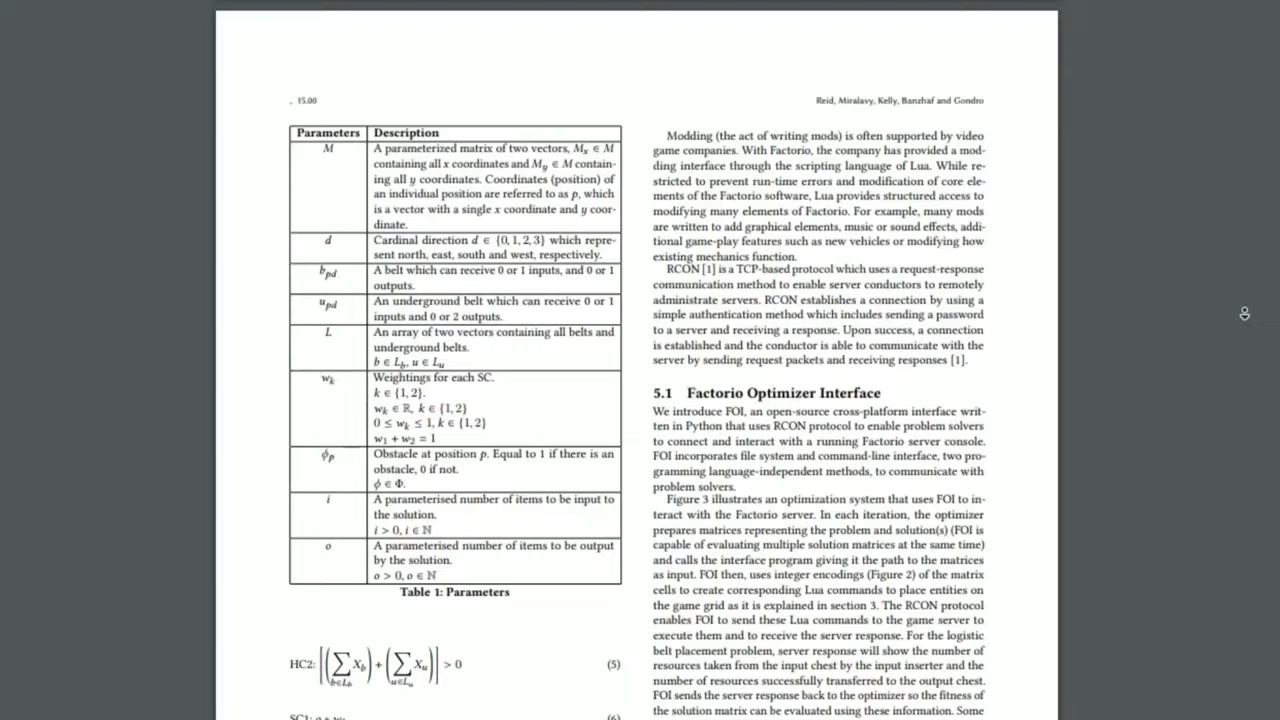 , 15.00
Reid, Miralavy, Kelly, Banzhaf and Gondro
Parameters Description
M A parameterized matrix of two vectors, Mₓ ∈ M
containing all x coordinates and M_y ∈ M contain-
ing all y coordinates. Coordinates (position) of
an individual position are referred to as p, which
is a vector with a single x coordinate and y coor-
dinate.
d Cardinal direction d ∈ {0, 1, 2, 3} which repre-
sent north, east, south and west, respectively.
b_pd A belt which can receive 0 or 1 inputs, and 0 or 1
outputs.
u_pd An underground belt which can receive 0 or 1
inputs and 0 or 2 outputs.
L An array of two vectors containing all belts and
underground belts.
b ∈ L_b, u ∈ L_u
w_k Weightings for each SC.
k ∈ {1, 2}.
w_k ∈ ℝ, k ∈ {1, 2}
0 ≤ w_k ≤ 1, k ∈ {1, 2}
w₁ + w₂ = 1
ϕ_p Obstacle at position p. Equal to 1 if there is an
obstacle, 0 if not.
ϕ ∈ Φ.
i A parameterised number of items to be input to
the solution.
i > 0, i ∈ ℕ
o A parameterised number of items to be output
by the solution.
o > 0, o ∈ ℕ
Table 1: Parameters
HC2: |(∑_{b∈L_b} X_b) + (∑_{u∈L_u} X_u)| > 0 (5)
Modding (the act of writing mods) is often supported by video
game companies. With Factorio, the company has provided a mod-
ding interface through the scripting language of Lua. While re-
stricted to prevent run-time errors and modification of core ele-
ments of the Factorio software, Lua provides structured access to
modifying many elements of Factorio. For example, many mods
are written to add graphical elements, music or sound effects, addi-
tional game-play features such as new vehicles or modifying how
existing mechanics function.
RCON [1] is a TCP-based protocol which uses a request-response
communication method to enable server conductors to remotely
administrate servers. RCON establishes a connection by using a
simple authentication method which includes sending a password
to a server and receiving a response. Upon success, a connection
is established and the conductor is able to communicate with the
server by sending request packets and receiving responses [1].
5.1 Factorio Optimizer Interface
We introduce FOI, an open-source cross-platform interface writ-
ten in Python that uses RCON protocol to enable problem solvers
to connect and interact with a running Factorio server console.
FOI incorporates file system and command-line interface, two pro-
gramming language-independent methods, to communicate with
problem solvers.
Figure 3 illustrates an optimization system that uses FOI to in-
teract with the Factorio server. In each iteration, the optimizer
prepares matrices representing the problem and solution(s) (FOI is
capable of evaluating multiple solution matrices at the same time)
and calls the interface program giving it the path to the matrices
as input. FOI then, uses integer encodings (Figure 2) of the matrix
cells to create corresponding Lua commands to place entities on
the game grid as it is explained in section 3. The RCON protocol
enables FOI to send these Lua commands to the game server to
execute them and to receive the server response. For the logistic
belt placement problem, server response will show the number of
resources taken from the input chest by the input inserter and the
number of resources successfully transferred to the output chest.
FOI sends the server response back to the optimizer so the fitness of
the solution matrix can be evaluated using these information. Some